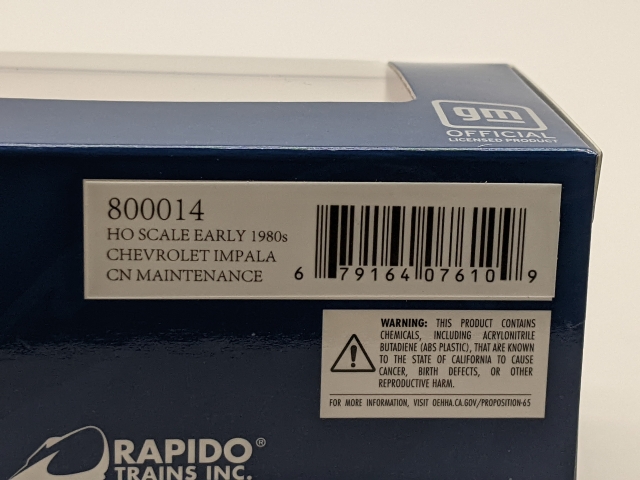 gm
OFFICIAL
LICENSED PRODUCT
800014
HO SCALE EARLY 1980s
CHEVROLET IMPALA
CN MAINTENANCE
6 79164 07610 9
WARNING: THIS PRODUCT CONTAINS
CHEMICALS, INCLUDING ACRYLONITRILE
BUTADIENE (ABS PLASTIC), THAT ARE KNOWN
TO THE STATE OF CALIFORNIA TO CAUSE
CANCER, BIRTH DEFECTS, OR OTHER
REPRODUCTIVE HARM.
FOR MORE INFORMATION, VISIT OEHHA.CA.GOV/PROPOSITION-65
RAPIDO®
TRAINS INC.